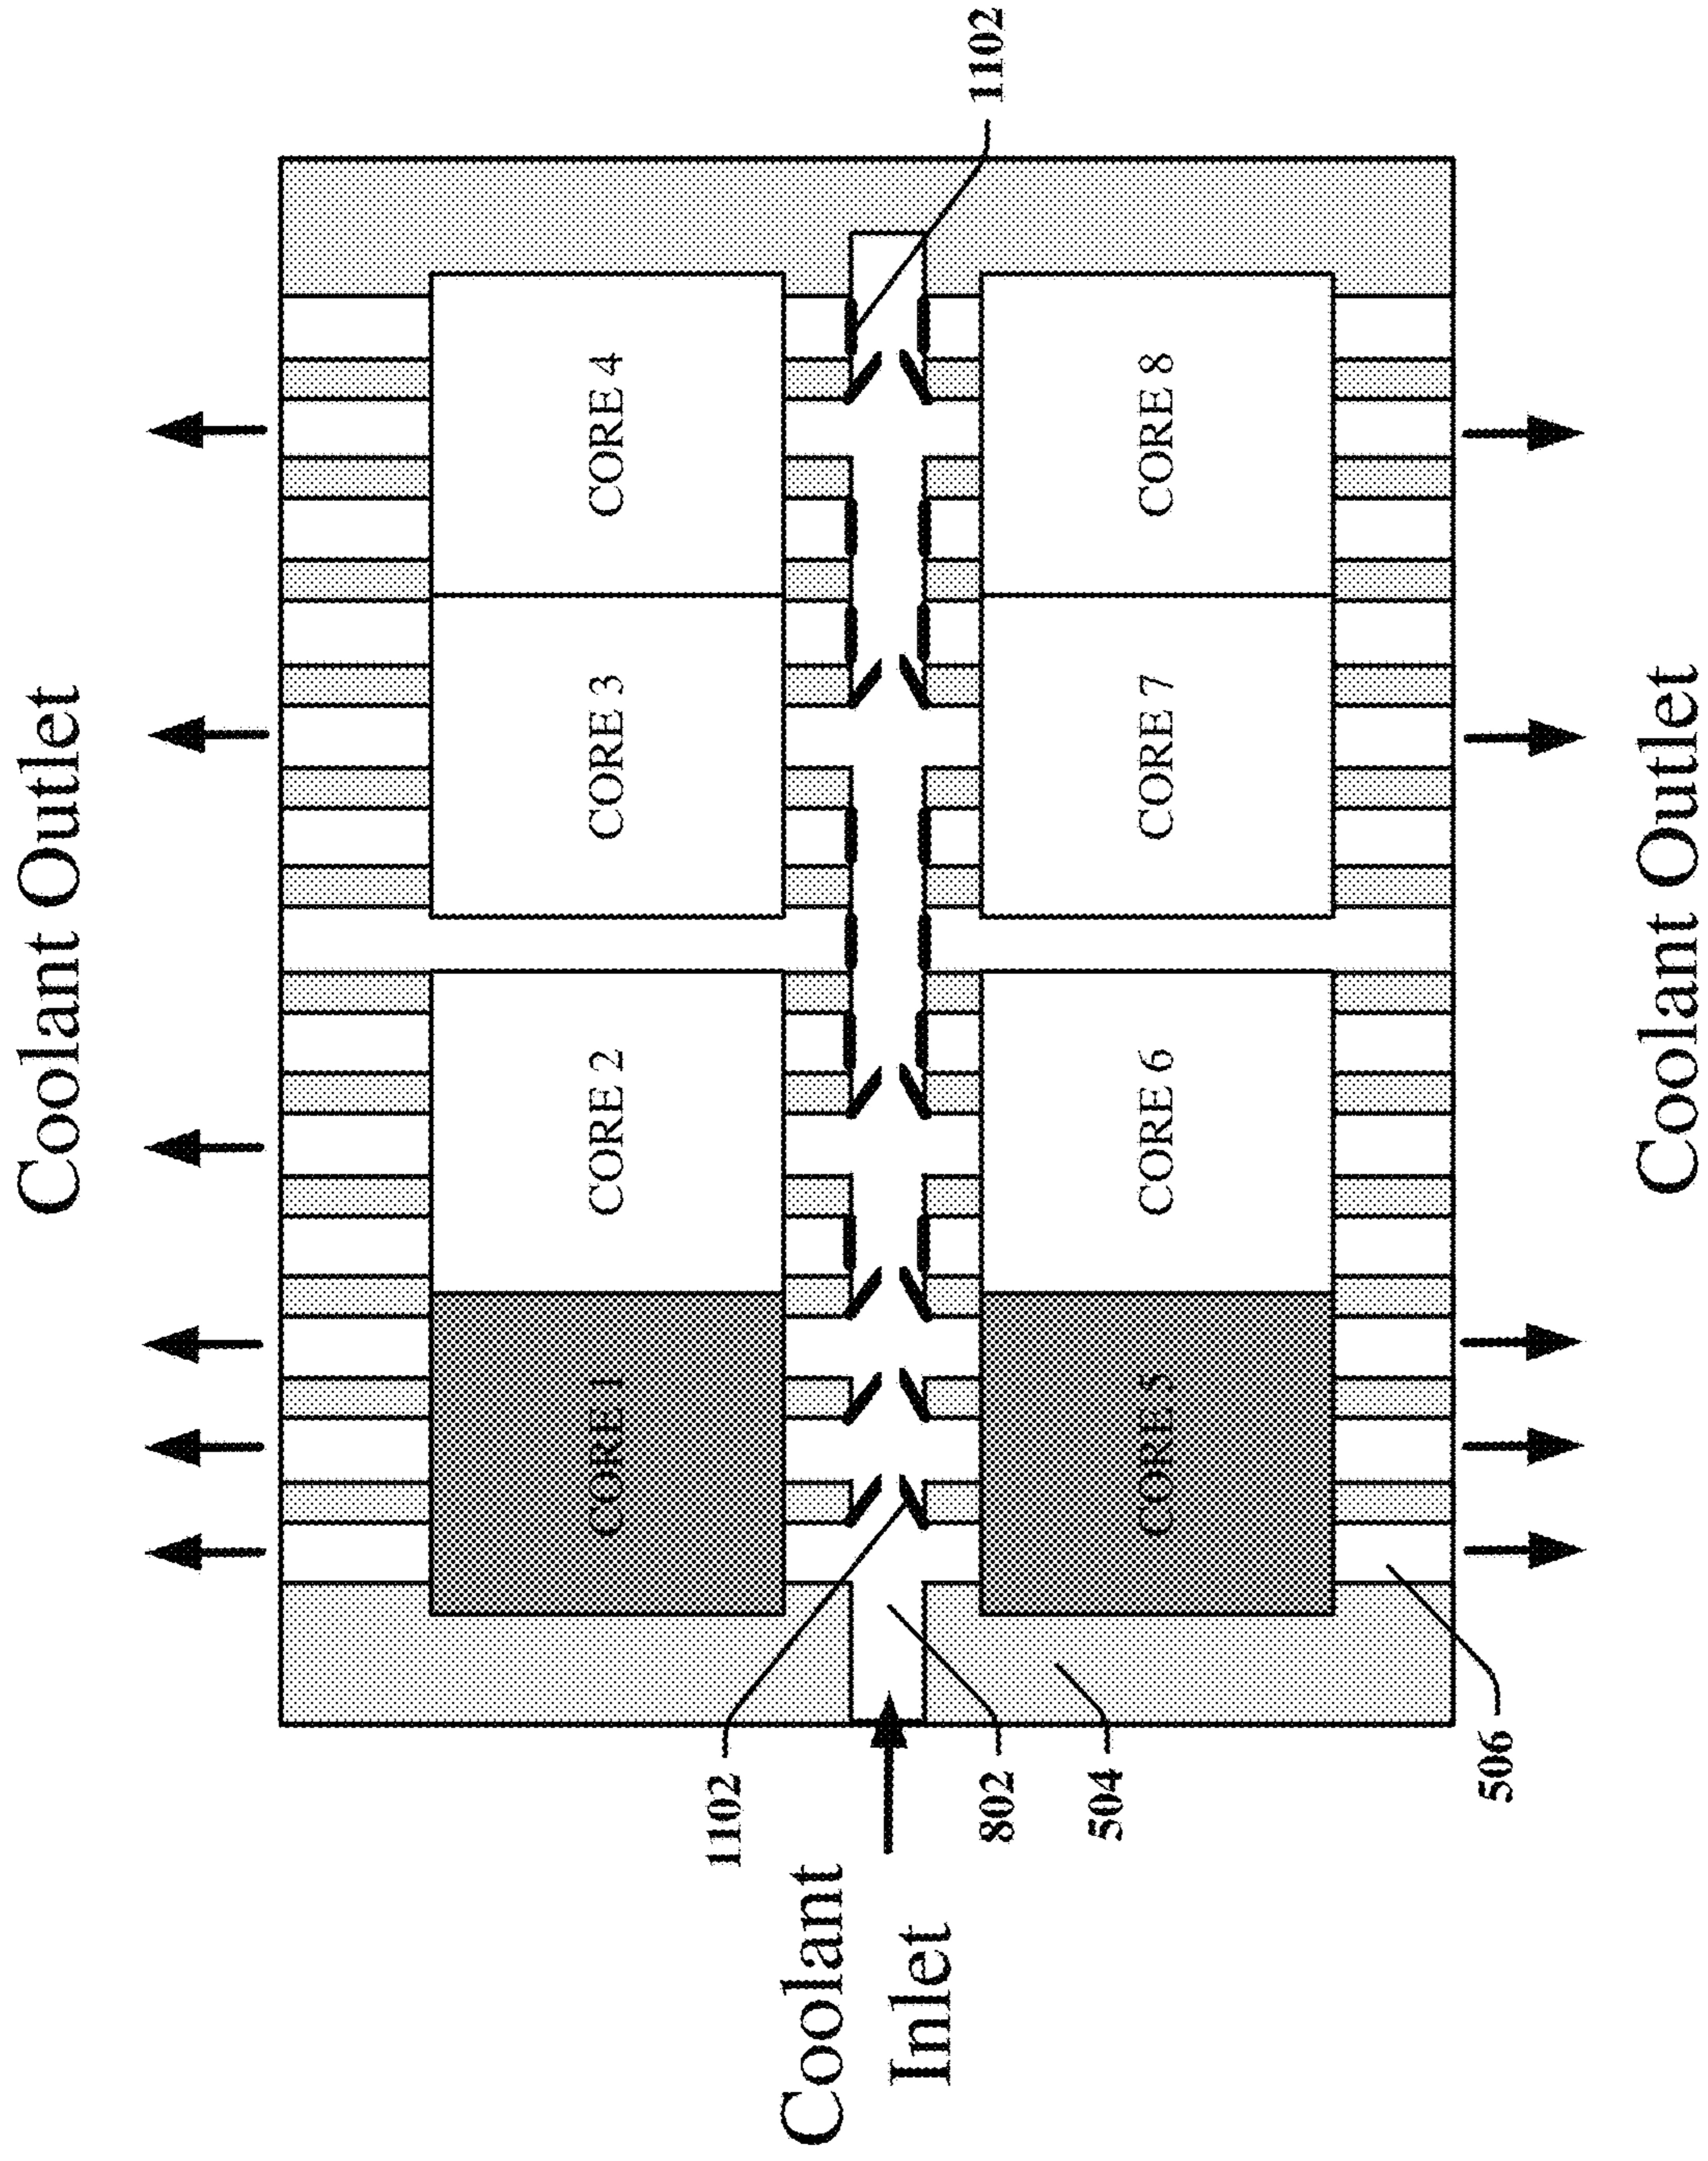 Coolant Outlet
CORE 1
CORE 2
CORE 3
CORE 4
1102
Coolant
Inlet
1102
802
504
CORE 5
CORE 6
CORE 7
CORE 8
506
Coolant Outlet